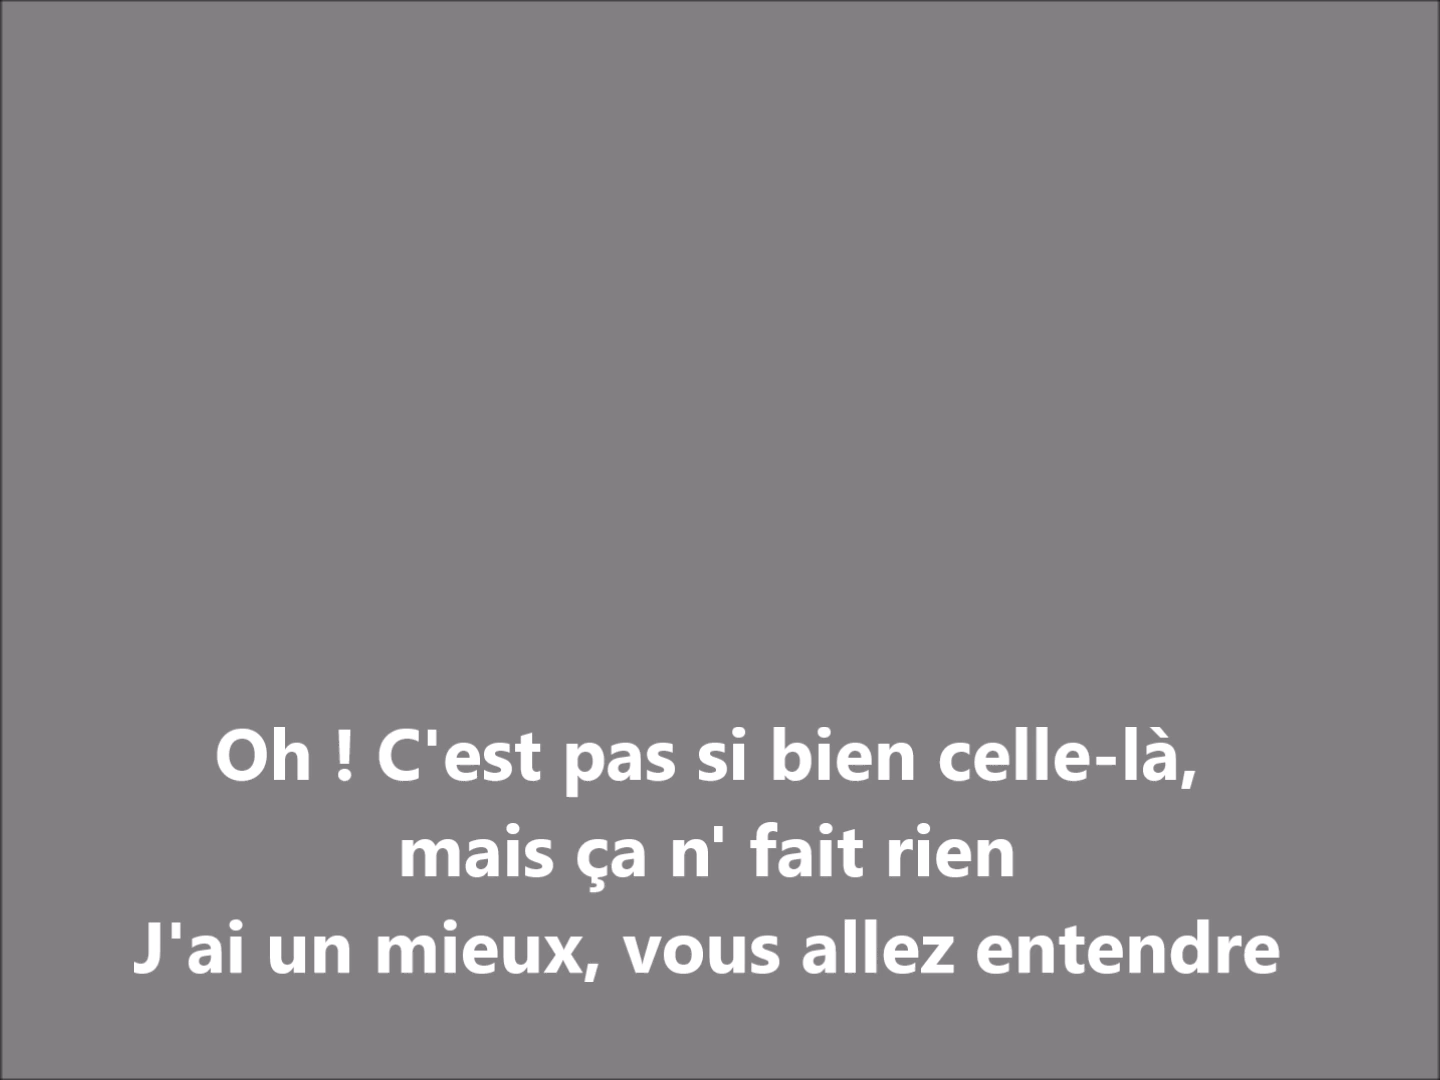 Oh ! C'est pas si bien celle-là,
mais ça n' fait rien
J'ai un mieux, vous allez entendre